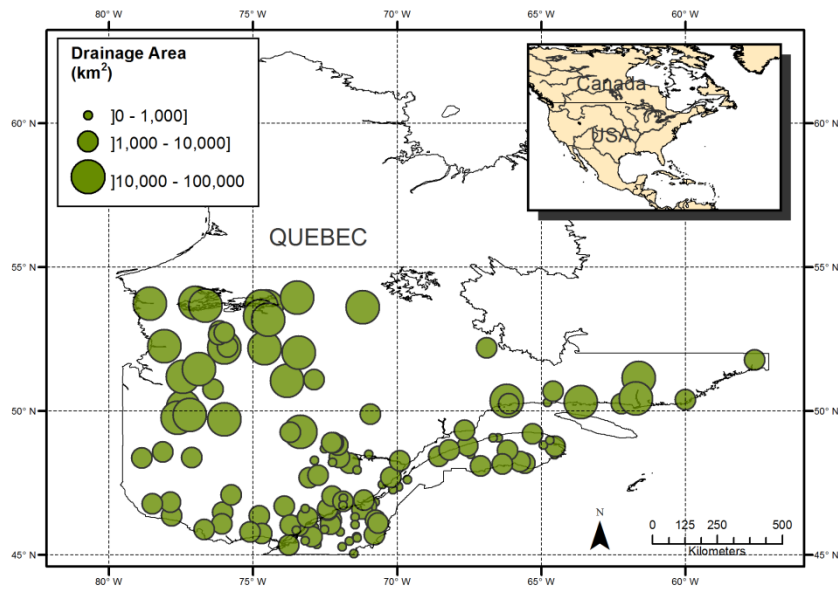 80° W 75° W 70° W 65° W 60° W
Drainage Area
(km²)
]0 - 1,000]
]1,000 - 10,000]
]10,000 - 100,000
Canada
USA
60° N 60° N
QUEBEC
55° N 55° N
50° N 50° N
N
0 125 250 500
Kilometers
45° N 45° N
80° W 75° W 70° W 65° W 60° W